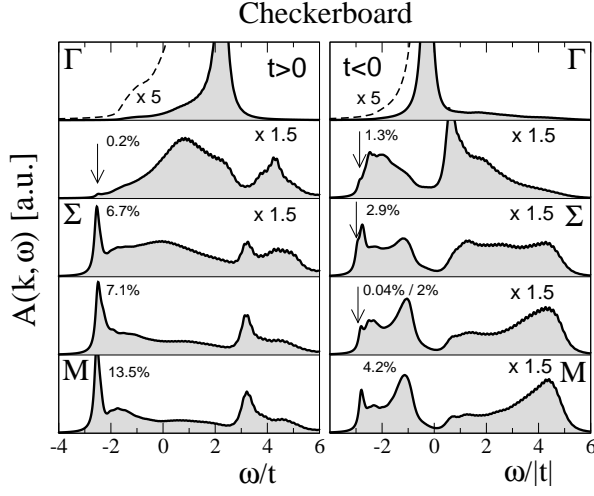 Checkerboard
A(k,ω) [a.u.]
Γ
t>0
x 5
0.2%
x 1.5
Σ
6.7%
x 1.5
7.1%
M
13.5%
-4 -2 0 2 4 6
ω/t
t<0
Γ
x 5
1.3%
x 1.5
2.9%
Σ
x 1.5
0.04% / 2%
x 1.5
4.2%
x 1.5
M
-4 -2 0 2 4 6
ω/|t|